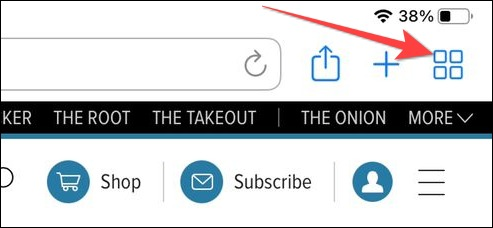 38%
KER THE ROOT THE TAKEOUT THE ONION MORE
Shop Subscribe